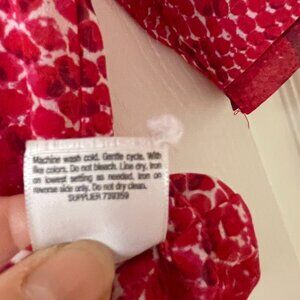 Machine wash cold. Gentle cycle. With
like colors. Do not bleach. Line dry. Iron
on lowest setting as needed. Iron on
reverse side only. Do not dry clean.
SUPPLIER 739359